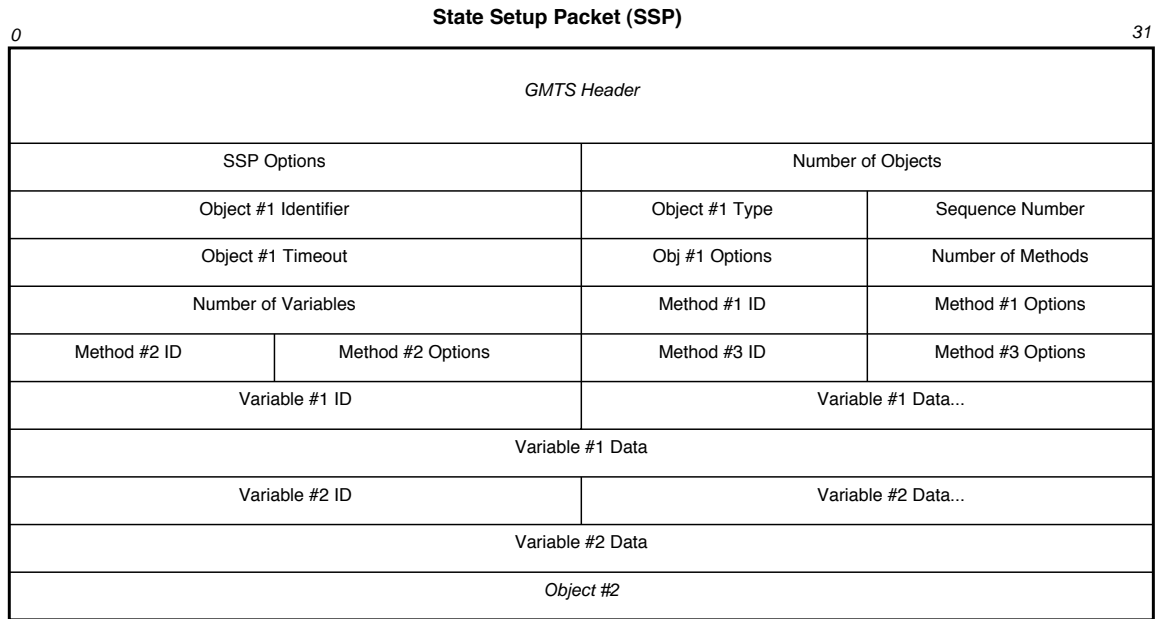 State Setup Packet (SSP)
0 31
GMTS Header
SSP Options Number of Objects
Object #1 Identifier Object #1 Type Sequence Number
Object #1 Timeout Obj #1 Options Number of Methods
Number of Variables Method #1 ID Method #1 Options
Method #2 ID Method #2 Options Method #3 ID Method #3 Options
Variable #1 ID Variable #1 Data...
Variable #1 Data
Variable #2 ID Variable #2 Data...
Variable #2 Data
Object #2